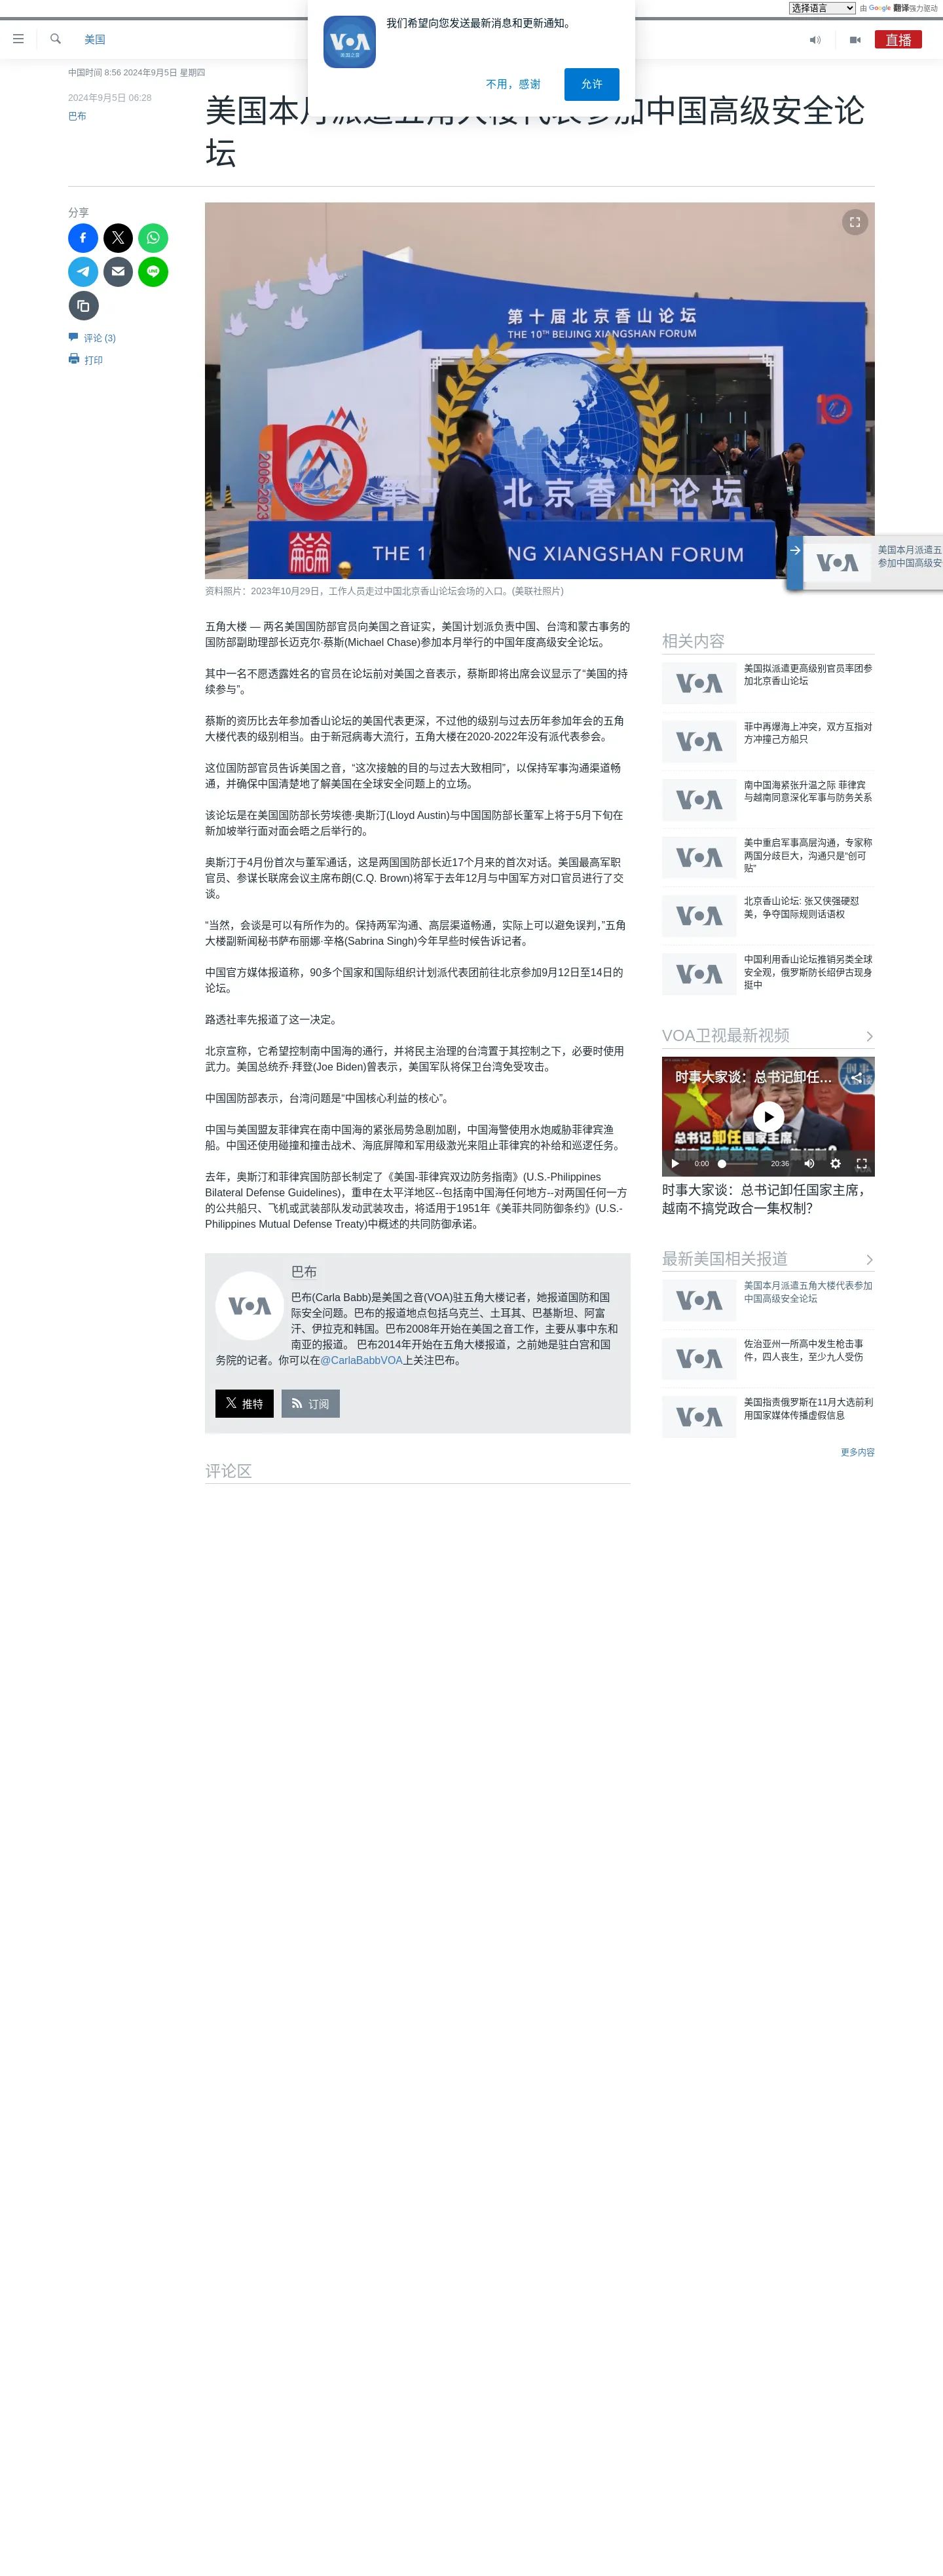 选择语言
由 Google 翻译强力驱动
美国
直播
VOA
美国之音
我们希望向您发送最新消息和更新通知。
不用，感谢
允许
中国时间 8:56 2024年9月5日 星期四
2024年9月5日 06:28
巴布
美国本月派遣五角大楼代表参加中国高级安全论
坛
分享
评论 (3)
打印
第十届北京香山论坛
THE 10TH BEIJING XIANGSHAN FORUM
2006-2023
10
10
第十 北京香山论坛
THE 10 XIANGSHAN FORUM
资料照片：2023年10月29日，工作人员走过中国北京香山论坛会场的入口。(美联社照片)
VOA
美国本月派遣五
参加中国高级安
五角大楼 — 两名美国国防部官员向美国之音证实，美国计划派负责中国、台湾和蒙古事务的
国防部副助理部长迈克尔·蔡斯(Michael Chase)参加本月举行的中国年度高级安全论坛。
其中一名不愿透露姓名的官员在论坛前对美国之音表示，蔡斯即将出席会议显示了“美国的持
续参与”。
蔡斯的资历比去年参加香山论坛的美国代表更深，不过他的级别与过去历年参加年会的五角
大楼代表的级别相当。由于新冠病毒大流行，五角大楼在2020-2022年没有派代表参会。
这位国防部官员告诉美国之音，“这次接触的目的与过去大致相同”，以保持军事沟通渠道畅
通，并确保中国清楚地了解美国在全球安全问题上的立场。
该论坛是在美国国防部长劳埃德·奥斯汀(Lloyd Austin)与中国国防部长董军上将于5月下旬在
新加坡举行面对面会晤之后举行的。
奥斯汀于4月份首次与董军通话，这是两国国防部长近17个月来的首次对话。美国最高军职
官员、参谋长联席会议主席布朗(C.Q. Brown)将军于去年12月与中国军方对口官员进行了交
谈。
“当然，会谈是可以有所作为的。保持两军沟通、高层渠道畅通，实际上可以避免误判，”五角
大楼副新闻秘书萨布丽娜·辛格(Sabrina Singh)今年早些时候告诉记者。
中国官方媒体报道称，90多个国家和国际组织计划派代表团前往北京参加9月12日至14日的
论坛。
路透社率先报道了这一决定。
北京宣称，它希望控制南中国海的通行，并将民主治理的台湾置于其控制之下，必要时使用
武力。美国总统乔·拜登(Joe Biden)曾表示，美国军队将保卫台湾免受攻击。
中国国防部表示，台湾问题是“中国核心利益的核心”。
中国与美国盟友菲律宾在南中国海的紧张局势急剧加剧，中国海警使用水炮威胁菲律宾渔
船。中国还使用碰撞和撞击战术、海底屏障和军用级激光来阻止菲律宾的补给和巡逻任务。
去年，奥斯汀和菲律宾国防部长制定了《美国-菲律宾双边防务指南》(U.S.-Philippines
Bilateral Defense Guidelines)，重申在太平洋地区--包括南中国海任何地方--对两国任何一方
的公共船只、飞机或武装部队发动武装攻击，将适用于1951年《美菲共同防御条约》(U.S.-
Philippines Mutual Defense Treaty)中概述的共同防御承诺。
VOA
巴布
巴布(Carla Babb)是美国之音(VOA)驻五角大楼记者，她报道国防和国
际安全问题。巴布的报道地点包括乌克兰、土耳其、巴基斯坦、阿富
汗、伊拉克和韩国。巴布2008年开始在美国之音工作，主要从事中东和
南亚的报道。 巴布2014年开始在五角大楼报道，之前她是驻白宫和国
务院的记者。你可以在@CarlaBabbVOA上关注巴布。
推特
订阅
评论区
相关内容
VOA
美国拟派遣更高级别官员率团参
加北京香山论坛
VOA
菲中再爆海上冲突，双方互指对
方冲撞己方船只
VOA
南中国海紧张升温之际 菲律宾
与越南同意深化军事与防务关系
VOA
美中重启军事高层沟通，专家称
两国分歧巨大，沟通只是“创可
贴”
VOA
北京香山论坛: 张又侠强硬怼
美，争夺国际规则话语权
VOA
中国利用香山论坛推销另类全球
安全观，俄罗斯防长绍伊古现身
挺中
VOA卫视最新视频
时事大家谈：总书记卸任...
时事
大家谈
总书记卸任国家主席,
0:00
20:36
时事大家谈：总书记卸任国家主席，
越南不搞党政合一集权制？
最新美国相关报道
VOA
美国本月派遣五角大楼代表参加
中国高级安全论坛
VOA
佐治亚州一所高中发生枪击事
件，四人丧生，至少九人受伤
VOA
美国指责俄罗斯在11月大选前利
用国家媒体传播虚假信息
更多内容